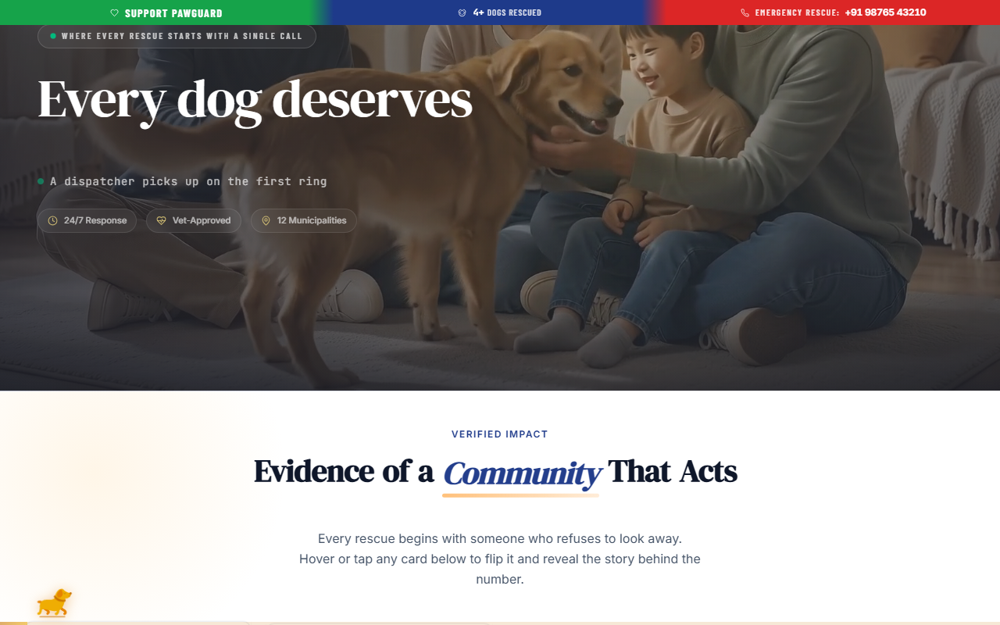 SUPPORT PAWGUARD
4+ DOGS RESCUED
EMERGENCY RESCUE: +91 98765 43210
WHERE EVERY RESCUE STARTS WITH A SINGLE CALL
Every dog deserves
A dispatcher picks up on the first ring
24/7 Response
Vet-Approved
12 Municipalities
VERIFIED IMPACT
Evidence of a Community That Acts
Every rescue begins with someone who refuses to look away.
Hover or tap any card below to flip it and reveal the story behind the
number.